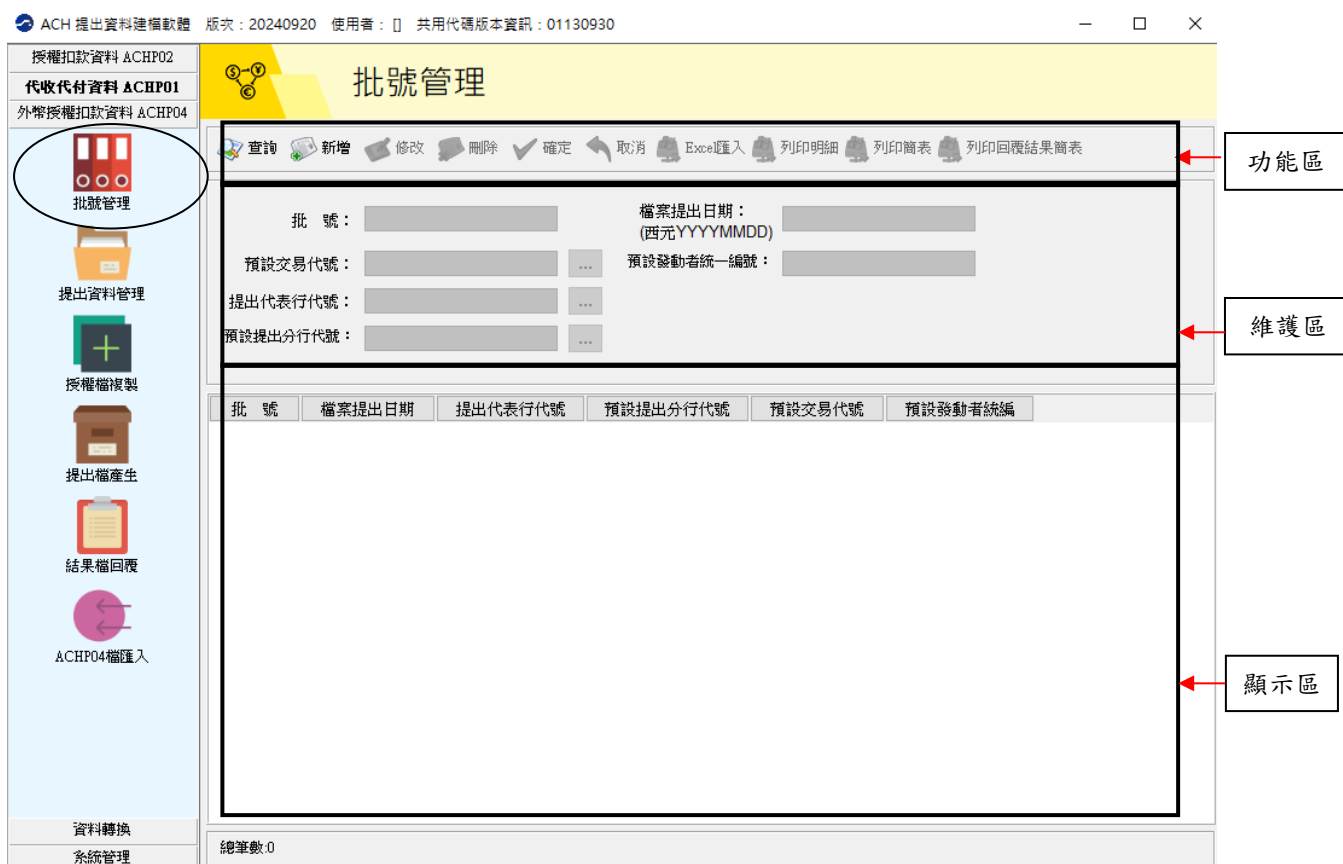 ACH 提出資料建檔軟體 版次：20240920 使用者： [] 共用代碼版本資訊：01130930
授權扣款資料 ACHP02
代收代付資料 ACHP01
外幣授權扣款資料 ACHP04
批號管理
提出資料管理
授權檔複製
提出檔產生
結果檔回覆
ACHP04檔匯入
資料轉換
系統管理
批號管理
查詢 新增 修改 刪除 確定 取消 Excel匯入 列印明細 列印簡表 列印回覆結果簡表
功能區
批 號：
檔案提出日期：
(西元YYYYMMDD)
預設交易代號： ...
預設發動者統一編號：
提出代表行代號： ...
預設提出分行代號： ...
維護區
批 號 檔案提出日期 提出代表行代號 預設提出分行代號 預設交易代號 預設發動者統編
顯示區
總筆數:0